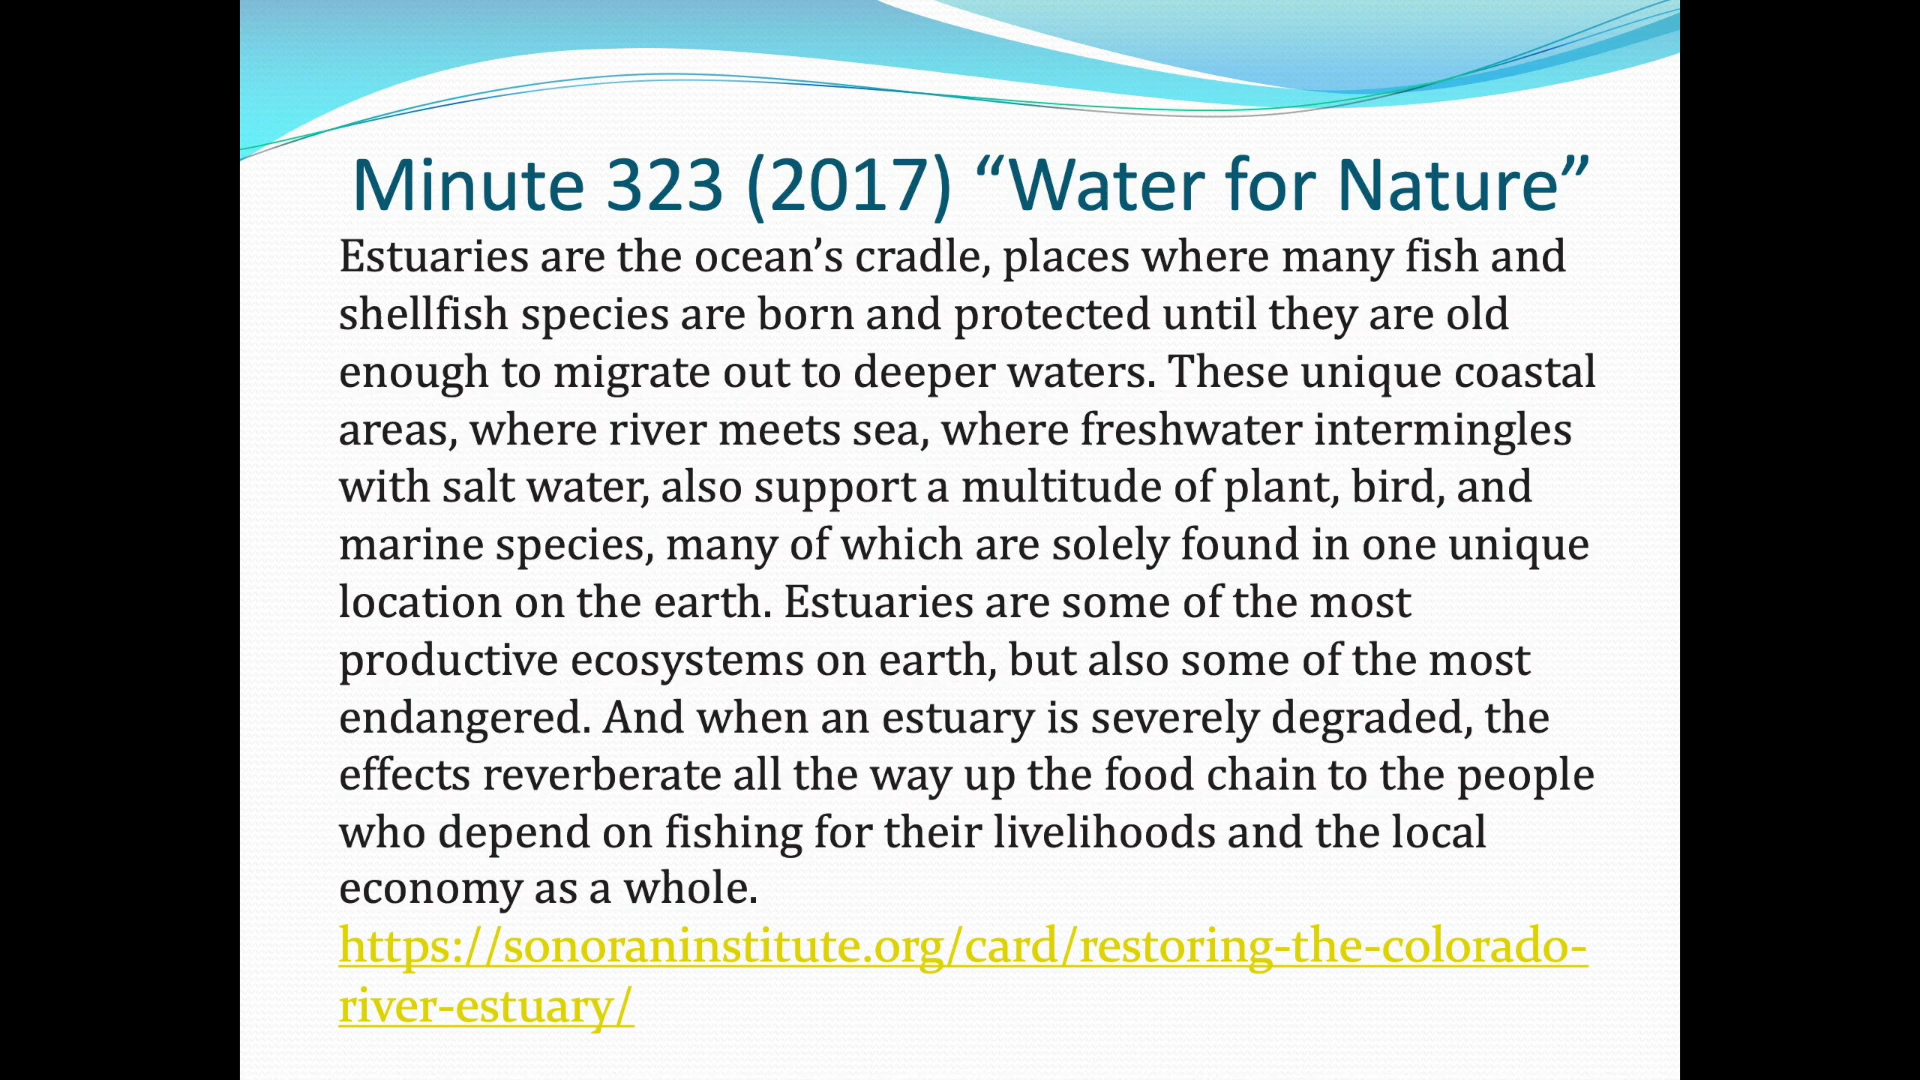 Minute 323 (2017) “Water for Nature”
Estuaries are the ocean’s cradle, places where many fish and
shellfish species are born and protected until they are old
enough to migrate out to deeper waters. These unique coastal
areas, where river meets sea, where freshwater intermingles
with salt water, also support a multitude of plant, bird, and
marine species, many of which are solely found in one unique
location on the earth. Estuaries are some of the most
productive ecosystems on earth, but also some of the most
endangered. And when an estuary is severely degraded, the
effects reverberate all the way up the food chain to the people
who depend on fishing for their livelihoods and the local
economy as a whole.
https://sonoraninstitute.org/card/restoring-the-colorado-
river-estuary/